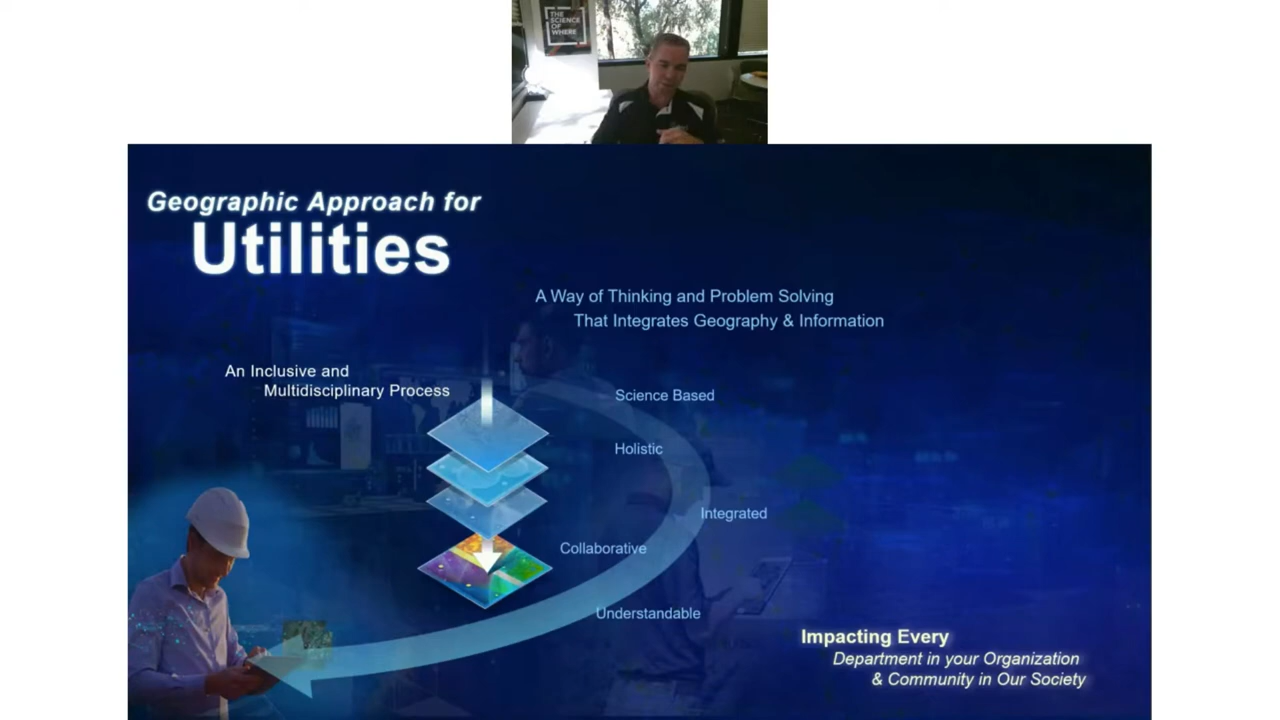 THE
SCIENCE
OF
WHERE
Geographic Approach for
Utilities
A Way of Thinking and Problem Solving
That Integrates Geography & Information
An Inclusive and
Multidisciplinary Process
Science Based
Holistic
Integrated
Collaborative
Understandable
Impacting Every
Department in your Organization
& Community in Our Society